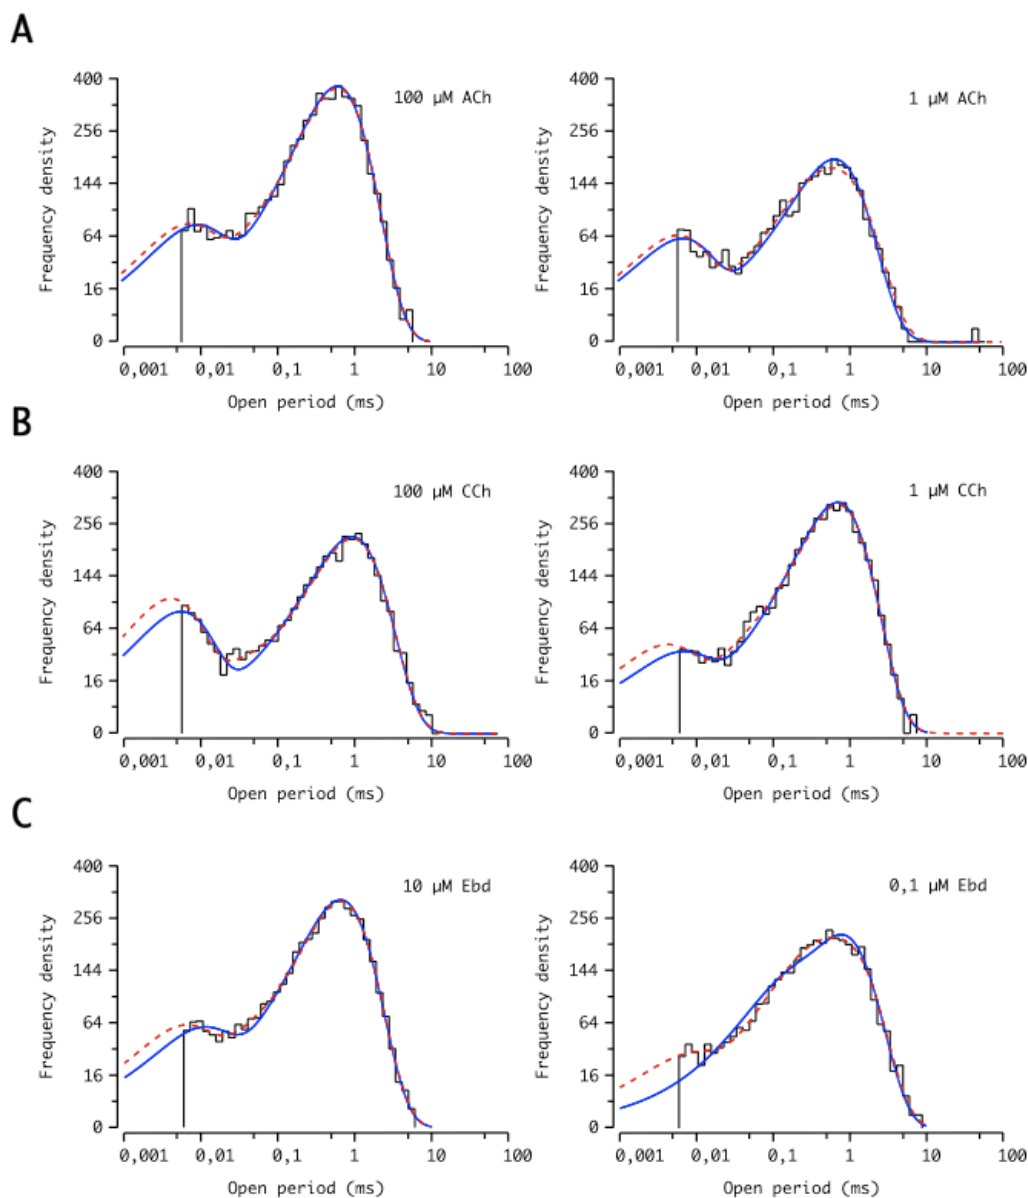 A
400
256
144
64
16
0
Frequency density
100 µM ACh
0,001 0,01 0,1 1 10 100
Open period (ms)
400
256
144
64
16
0
Frequency density
1 µM ACh
0,001 0,01 0,1 1 10 100
Open period (ms)
B
400
256
144
64
16
0
Frequency density
100 µM CCh
0,001 0,01 0,1 1 10 100
Open period (ms)
400
256
144
64
16
0
Frequency density
1 µM CCh
0,001 0,01 0,1 1 10 100
Open period (ms)
C
400
256
144
64
16
0
Frequency density
10 µM Ebd
0,001 0,01 0,1 1 10 100
Open period (ms)
400
256
144
64
16
0
Frequency density
0,1 µM Ebd
0,001 0,01 0,1 1 10 100
Open period (ms)